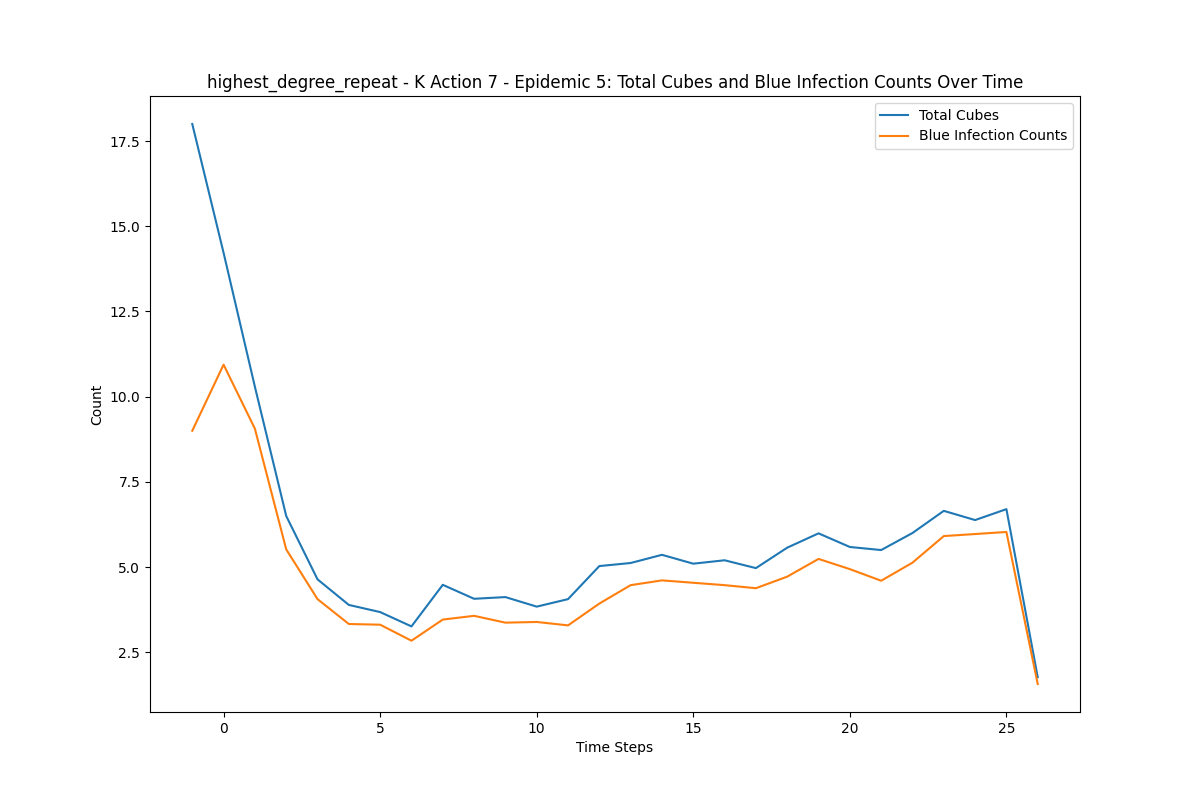 highest_degree_repeat - K Action 7 - Epidemic 5: Total Cubes and Blue Infection Counts Over Time
Total Cubes
Blue Infection Counts
17.5
15.0
12.5
10.0
7.5
5.0
2.5
Count
0 5 10 15 20 25
Time Steps